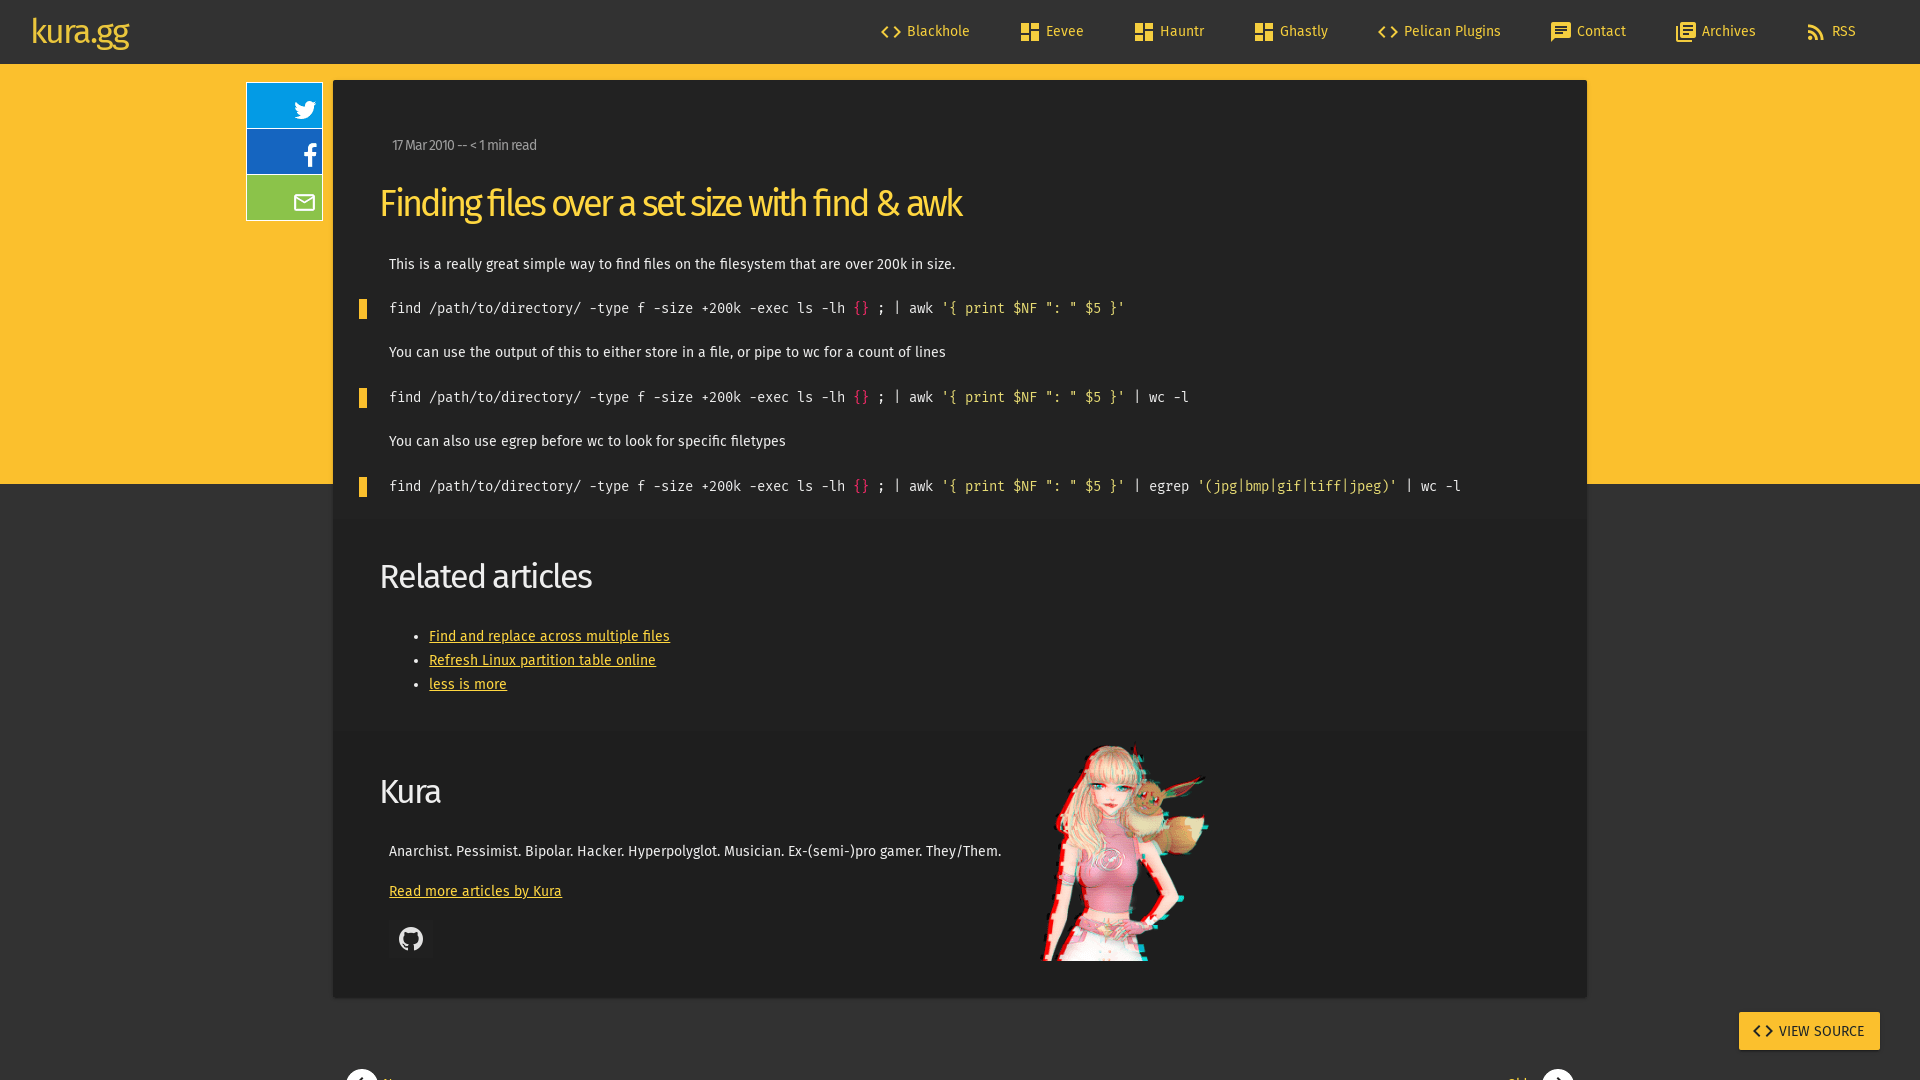 kura.gg
Blackhole
Eevee
Hauntr
Ghastly
Pelican Plugins
Contact
Archives
RSS
17 Mar 2010 -- < 1 min read
Finding files over a set size with find & awk
This is a really great simple way to find files on the filesystem that are over 200k in size.
find /path/to/directory/ -type f -size +200k -exec ls -lh {} ; | awk '{ print $NF ": " $5 }'
You can use the output of this to either store in a file, or pipe to wc for a count of lines
find /path/to/directory/ -type f -size +200k -exec ls -lh {} ; | awk '{ print $NF ": " $5 }' | wc -l
You can also use egrep before wc to look for specific filetypes
find /path/to/directory/ -type f -size +200k -exec ls -lh {} ; | awk '{ print $NF ": " $5 }' | egrep '(jpg|bmp|gif|tiff|jpeg)' | wc -l
Related articles
Find and replace across multiple files
Refresh Linux partition table online
less is more
Kura
Anarchist. Pessimist. Bipolar. Hacker. Hyperpolyglot. Musician. Ex-(semi-)pro gamer. They/Them.
Read more articles by Kura
VIEW SOURCE